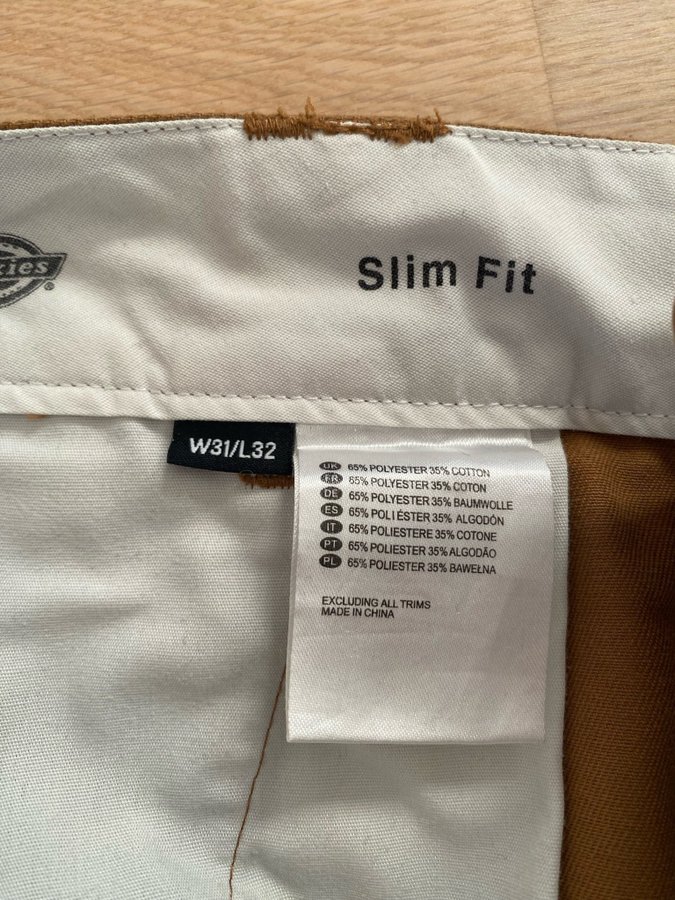 kies®
Slim Fit
W31/L32
UK 65% POLYESTER 35% COTTON
FR 65% POLYESTER 35% COTON
DE 65% POLYESTER 35% BAUMWOLLE
ES 65% POLIÉSTER 35% ALGODÓN
IT 65% POLIESTERE 35% COTONE
PT 65% POLIESTER 35% ALGODÃO
PL 65% POLIESTER 35% BAWEŁNA
EXCLUDING ALL TRIMS
MADE IN CHINA